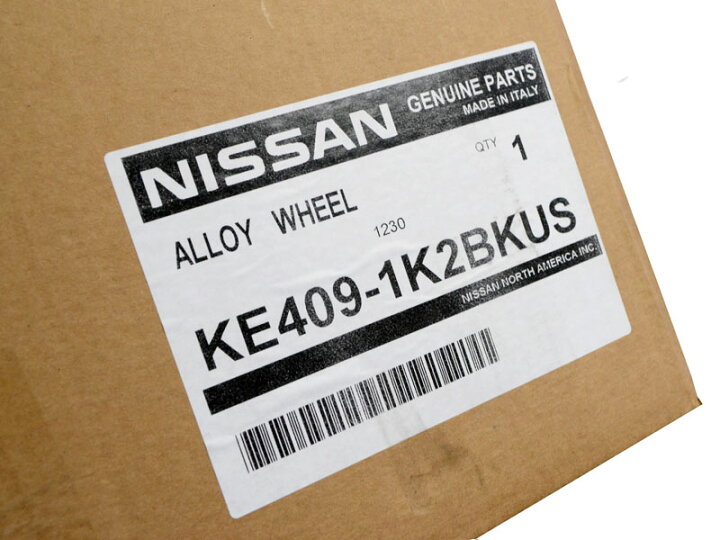 NISSAN GENUINE PARTS
MADE IN ITALY
ALLOY WHEEL QTY 1
1230
KE409-1K2BKUS
NISSAN NORTH AMERICA INC.